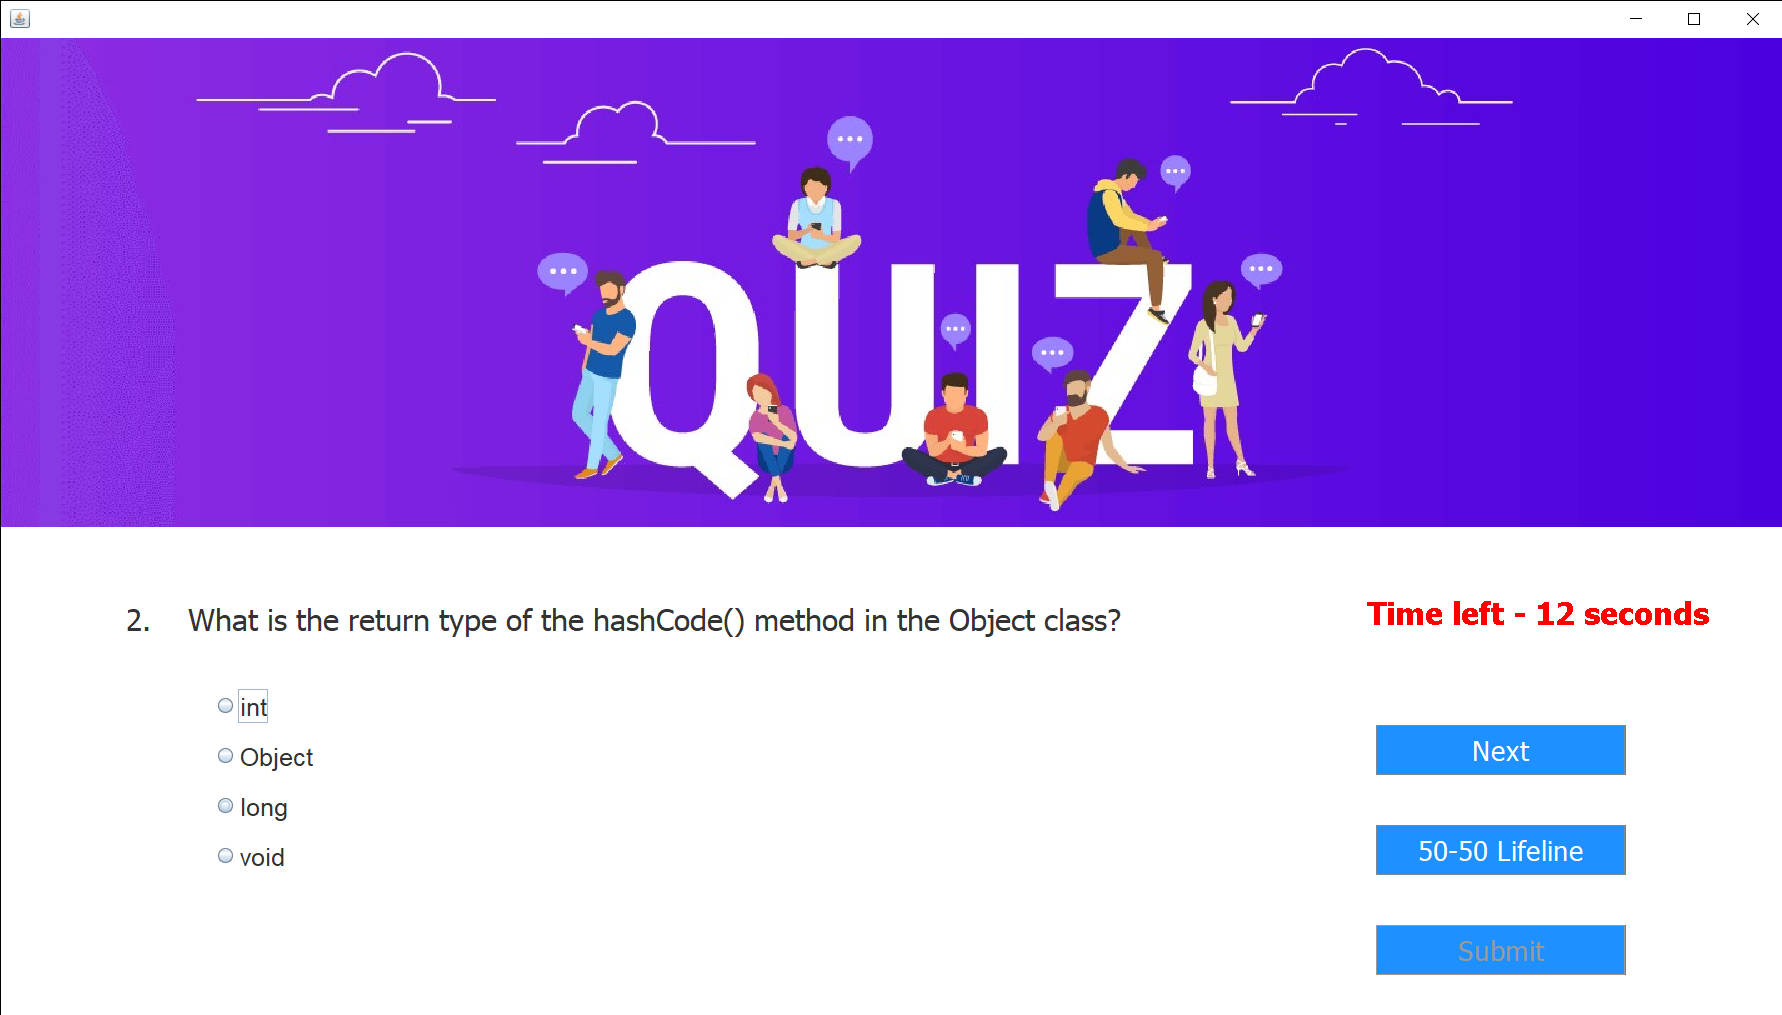 QUIZ
2. What is the return type of the hashCode() method in the Object class?
Time left - 12 seconds
int
Object
long
void
Next
50-50 Lifeline
Submit